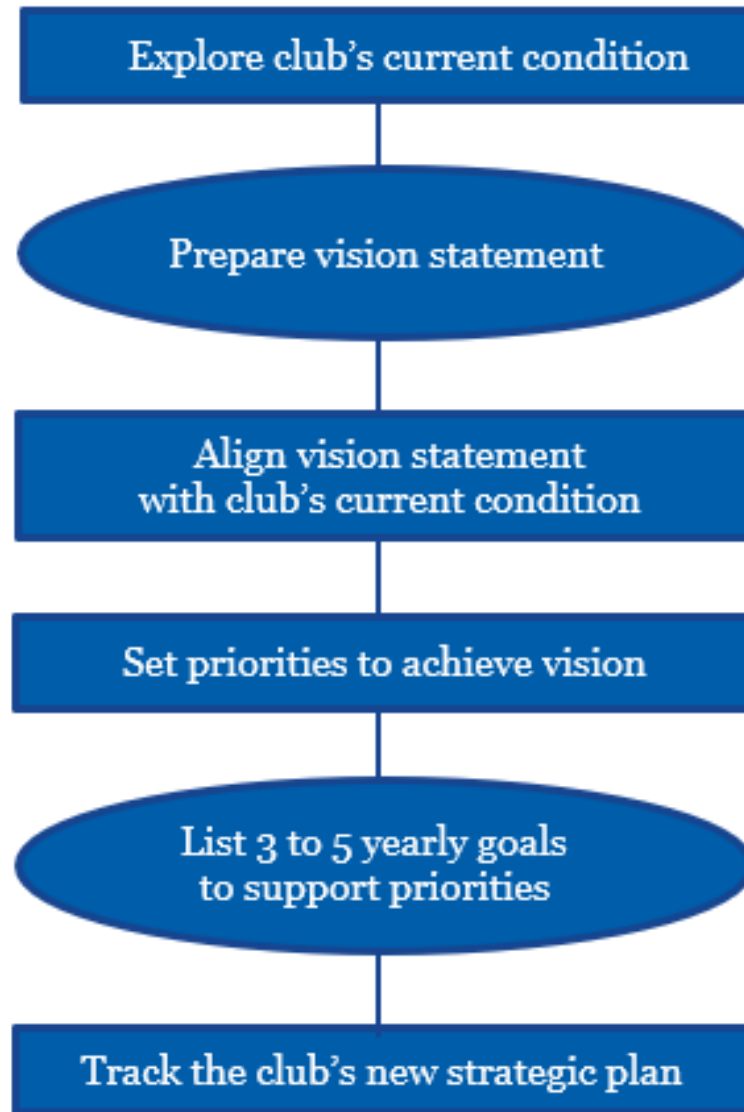 Explore club’s current condition
Prepare vision statement
Align vision statement
with club’s current condition
Set priorities to achieve vision
List 3 to 5 yearly goals
to support priorities
Track the club’s new strategic plan